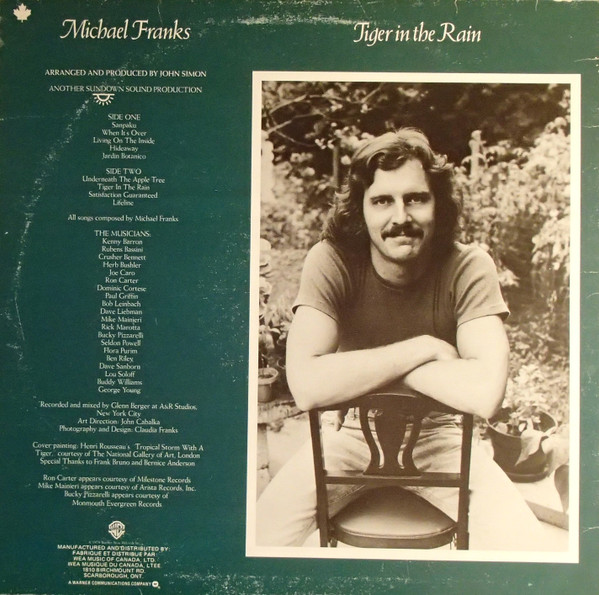 Michael Franks
Tiger in the Rain
ARRANGED AND PRODUCED BY JOHN SIMON
ANOTHER SUNDOWN SOUND PRODUCTION
SIDE ONE
Sanpaku
When It's Over
Living On The Inside
Hideaway
Jardin Botanico
SIDE TWO
Underneath The Apple Tree
Tiger In The Rain
Satisfaction Guaranteed
Lifeline
All songs composed by Michael Franks
THE MUSICIANS:
Kenny Barron
Rubens Bassini
Crusher Bennett
Herb Bushler
Joe Caro
Ron Carter
Dominic Cortese
Paul Griffin
Bob Leinbach
Dave Liebman
Mike Mainieri
Rick Marotta
Bucky Pizzarelli
Seldon Powell
Flora Purim
Ben Riley
Dave Sanborn
Lou Soloff
Buddy Williams
George Young
Recorded and mixed by Glenn Berger at A&R Studios,
New York City
Art Direction: John Cabalka
Photography and Design: Claudia Franks
Cover painting: Henri Rousseau's "Tropical Storm With A
Tiger," courtesy of The National Gallery of Art, London
Special Thanks to Frank Bruno and Bernice Anderson
Ron Carter appears courtesy of Milestone Records
Mike Mainieri appears courtesy of Arista Records, Inc.
Bucky Pizzarelli appears courtesy of
Monmouth Evergreen Records
MANUFACTURED AND DISTRIBUTED BY:
FABRIQUÉ ET DISTRIBUÉ PAR
WEA MUSIC OF CANADA, LTD.
WEA MUSIQUE DU CANADA, LTEE
1810 BIRCHMOUNT RD.
SCARBOROUGH, ONT.
A WARNER COMMUNICATIONS COMPANY